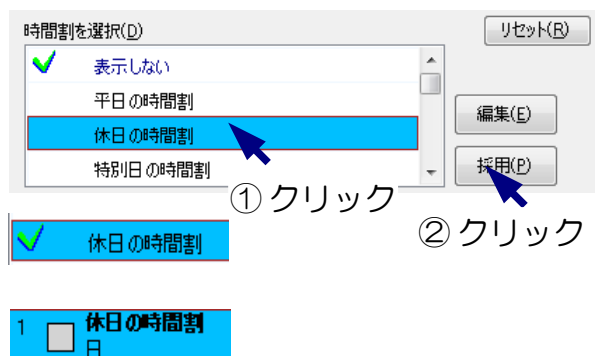 時間割を選択(D)
リセット(R)
表示しない
平日の時間割
編集(E)
休日の時間割
特別日の時間割
採用(P)
①クリック
②クリック
休日の時間割
1 休日の時間割
日